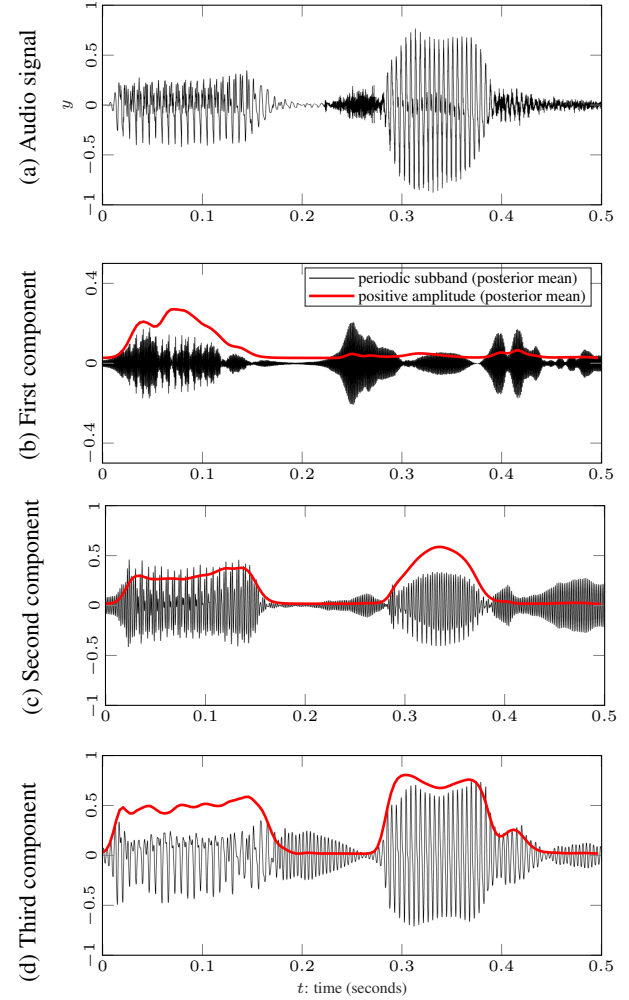 (a) Audio signal
y
1
0.5
0
−0.5
−1
0 0.1 0.2 0.3 0.4 0.5
(b) First component
0.4
0
−0.4
periodic subband (posterior mean)
positive amplitude (posterior mean)
0 0.1 0.2 0.3 0.4 0.5
(c) Second component
1
0.5
0
−0.5
−1
0 0.1 0.2 0.3 0.4 0.5
(d) Third component
1
0.5
0
−0.5
−1
0 0.1 0.2 0.3 0.4 0.5
t: time (seconds)